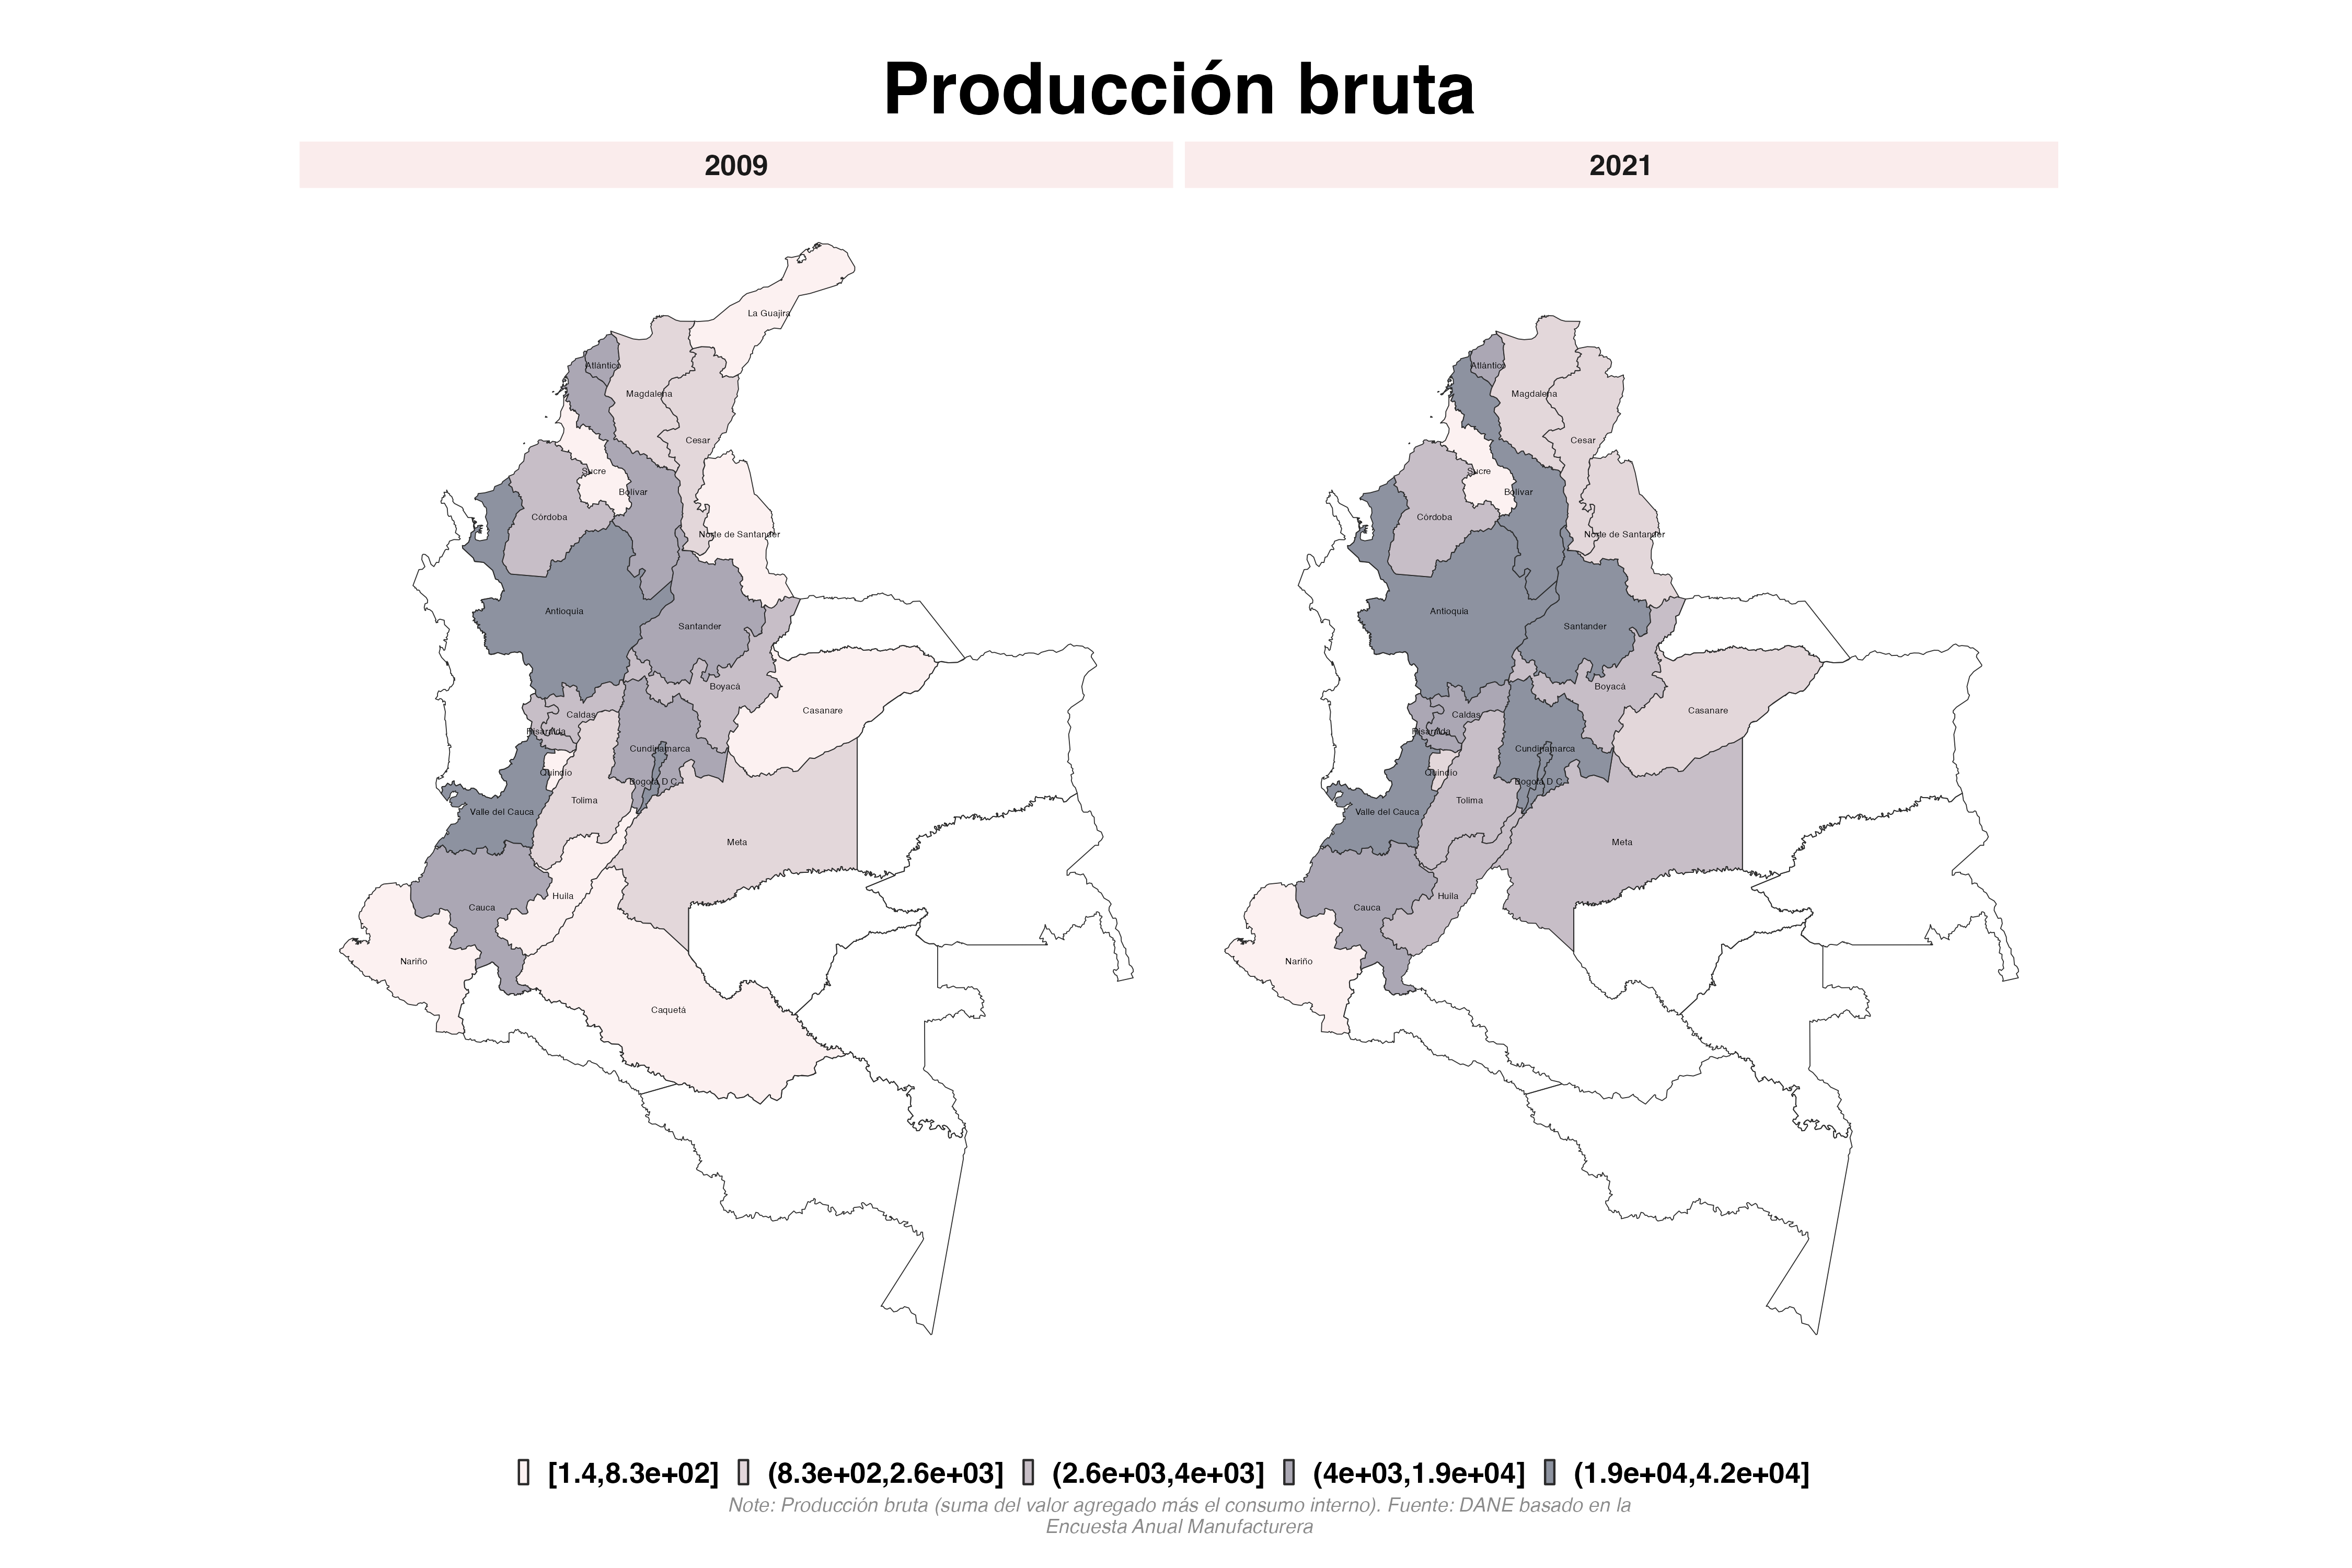 Producción bruta
2009
2021
La Guajira
Atlántico
Magdalena
Cesar
Sucre
Bolívar
Córdoba
Norte de Santander
Antioquia
Santander
Boyacá
Caldas
Casanare
Risaralda
Cundinamarca
Quindío
Bogotá D.C.
Tolima
Valle del Cauca
Meta
Huila
Cauca
Nariño
Caquetá
Atlántico
Magdalena
Cesar
Sucre
Bolívar
Córdoba
Norte de Santander
Antioquia
Santander
Boyacá
Caldas
Casanare
Risaralda
Cundinamarca
Quindío
Bogotá D.C.
Tolima
Valle del Cauca
Meta
Huila
Cauca
Nariño
[1.4,8.3e+02] (8.3e+02,2.6e+03] (2.6e+03,4e+03] (4e+03,1.9e+04] (1.9e+04,4.2e+04]
Note: Producción bruta (suma del valor agregado más el consumo interno). Fuente: DANE basado en la
Encuesta Anual Manufacturera